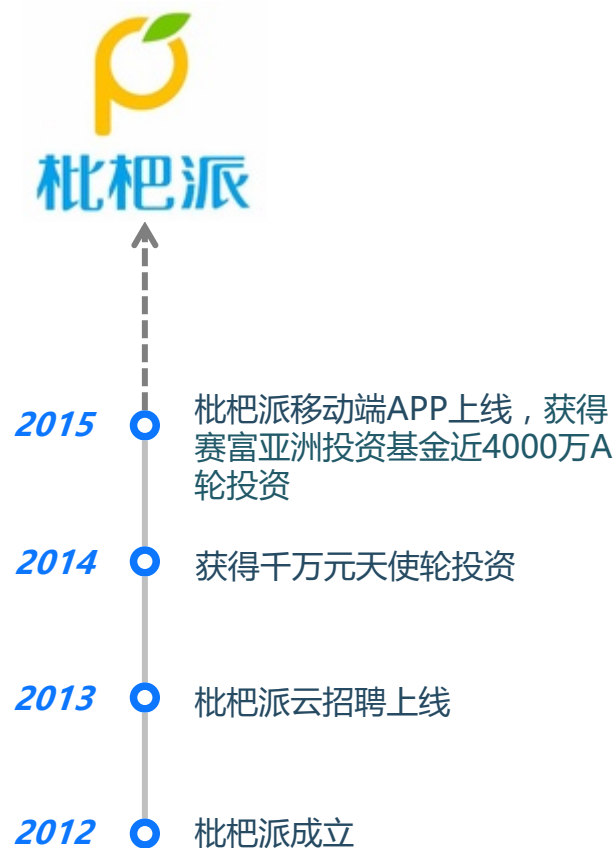 枇杷派
2015
枇杷派移动端APP上线，获得
赛富亚洲投资基金近4000万A
轮投资
2014
获得千万元天使轮投资
2013
枇杷派云招聘上线
2012
枇杷派成立